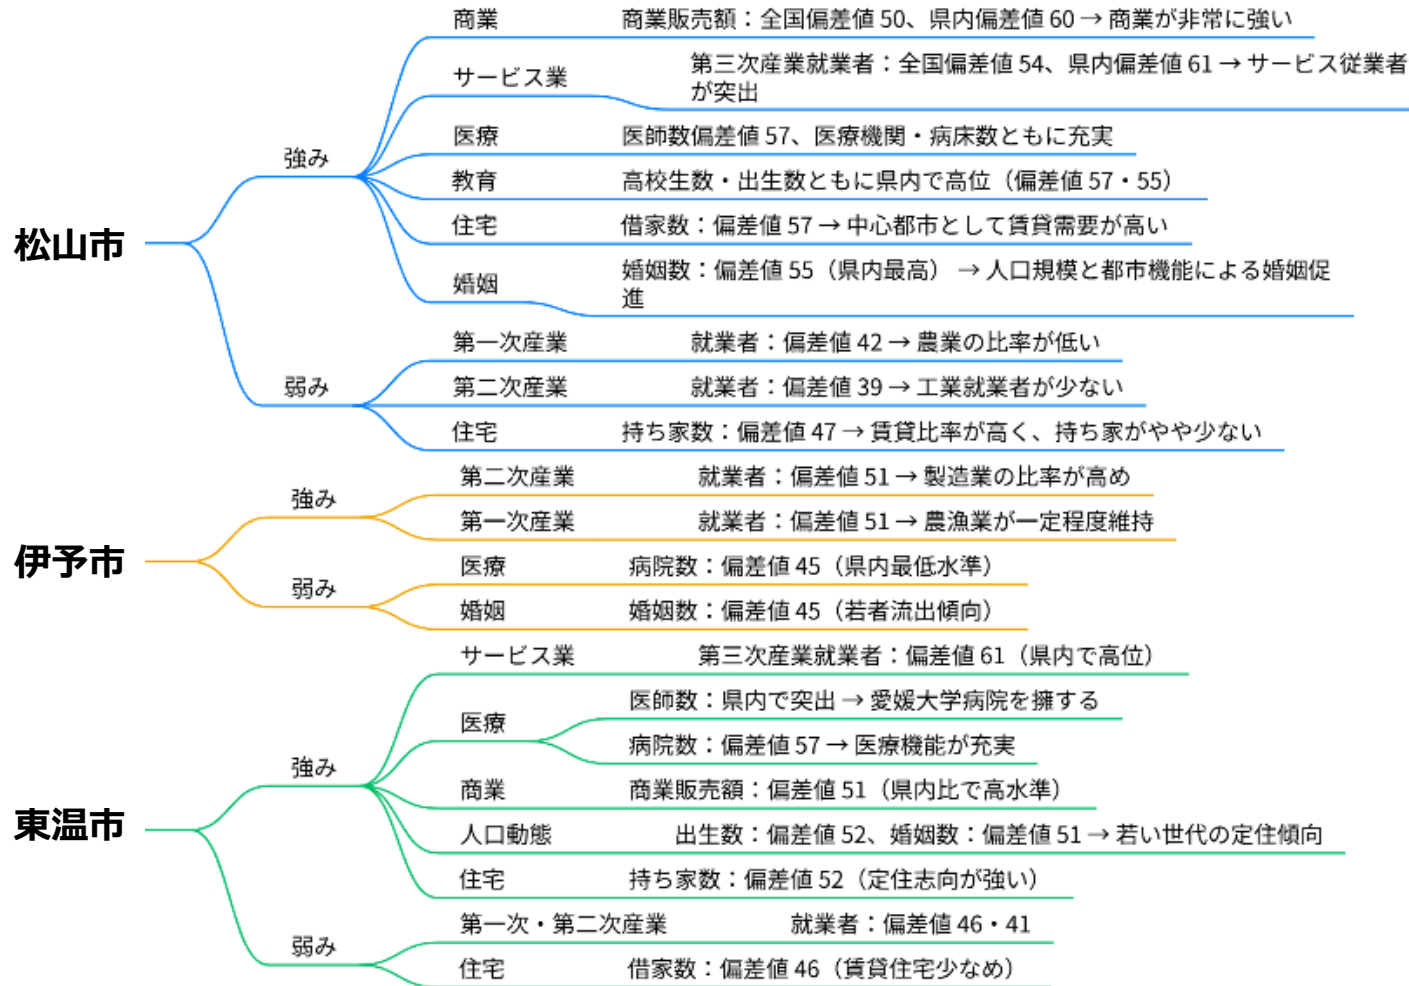 松山市
強み
商業
商業販売額：全国偏差値 50、県内偏差値 60 → 商業が非常に強い
サービス業
第三次産業就業者：全国偏差値 54、県内偏差値 61 → サービス従業者
が突出
医療
医師数偏差値 57、医療機関・病床数ともに充実
教育
高校生数・出生数ともに県内で高位（偏差値 57・55）
住宅
借家数：偏差値 57 → 中心都市として賃貸需要が高い
婚姻
婚姻数：偏差値 55（県内最高） → 人口規模と都市機能による婚姻促
進
弱み
第一次産業
就業者：偏差値 42 → 農業の比率が低い
第二次産業
就業者：偏差値 39 → 工業就業者が少ない
住宅
持ち家数：偏差値 47 → 賃貸比率が高く、持ち家がやや少ない
伊予市
強み
第二次産業
就業者：偏差値 51 → 製造業の比率が高め
第一次産業
就業者：偏差値 51 → 農漁業が一定程度維持
弱み
医療
病院数：偏差値 45（県内最低水準）
婚姻
婚姻数：偏差値 45（若者流出傾向）
東温市
強み
サービス業
第三次産業就業者：偏差値 61（県内で高位）
医療
医師数：県内で突出 → 愛媛大学病院を擁する
病院数：偏差値 57 → 医療機能が充実
商業
商業販売額：偏差値 51（県内比で高水準）
人口動態
出生数：偏差値 52、婚姻数：偏差値 51 → 若い世代の定住傾向
住宅
持ち家数：偏差値 52（定住志向が強い）
弱み
第一次・第二次産業
就業者：偏差値 46・41
住宅
借家数：偏差値 46（賃貸住宅少なめ）